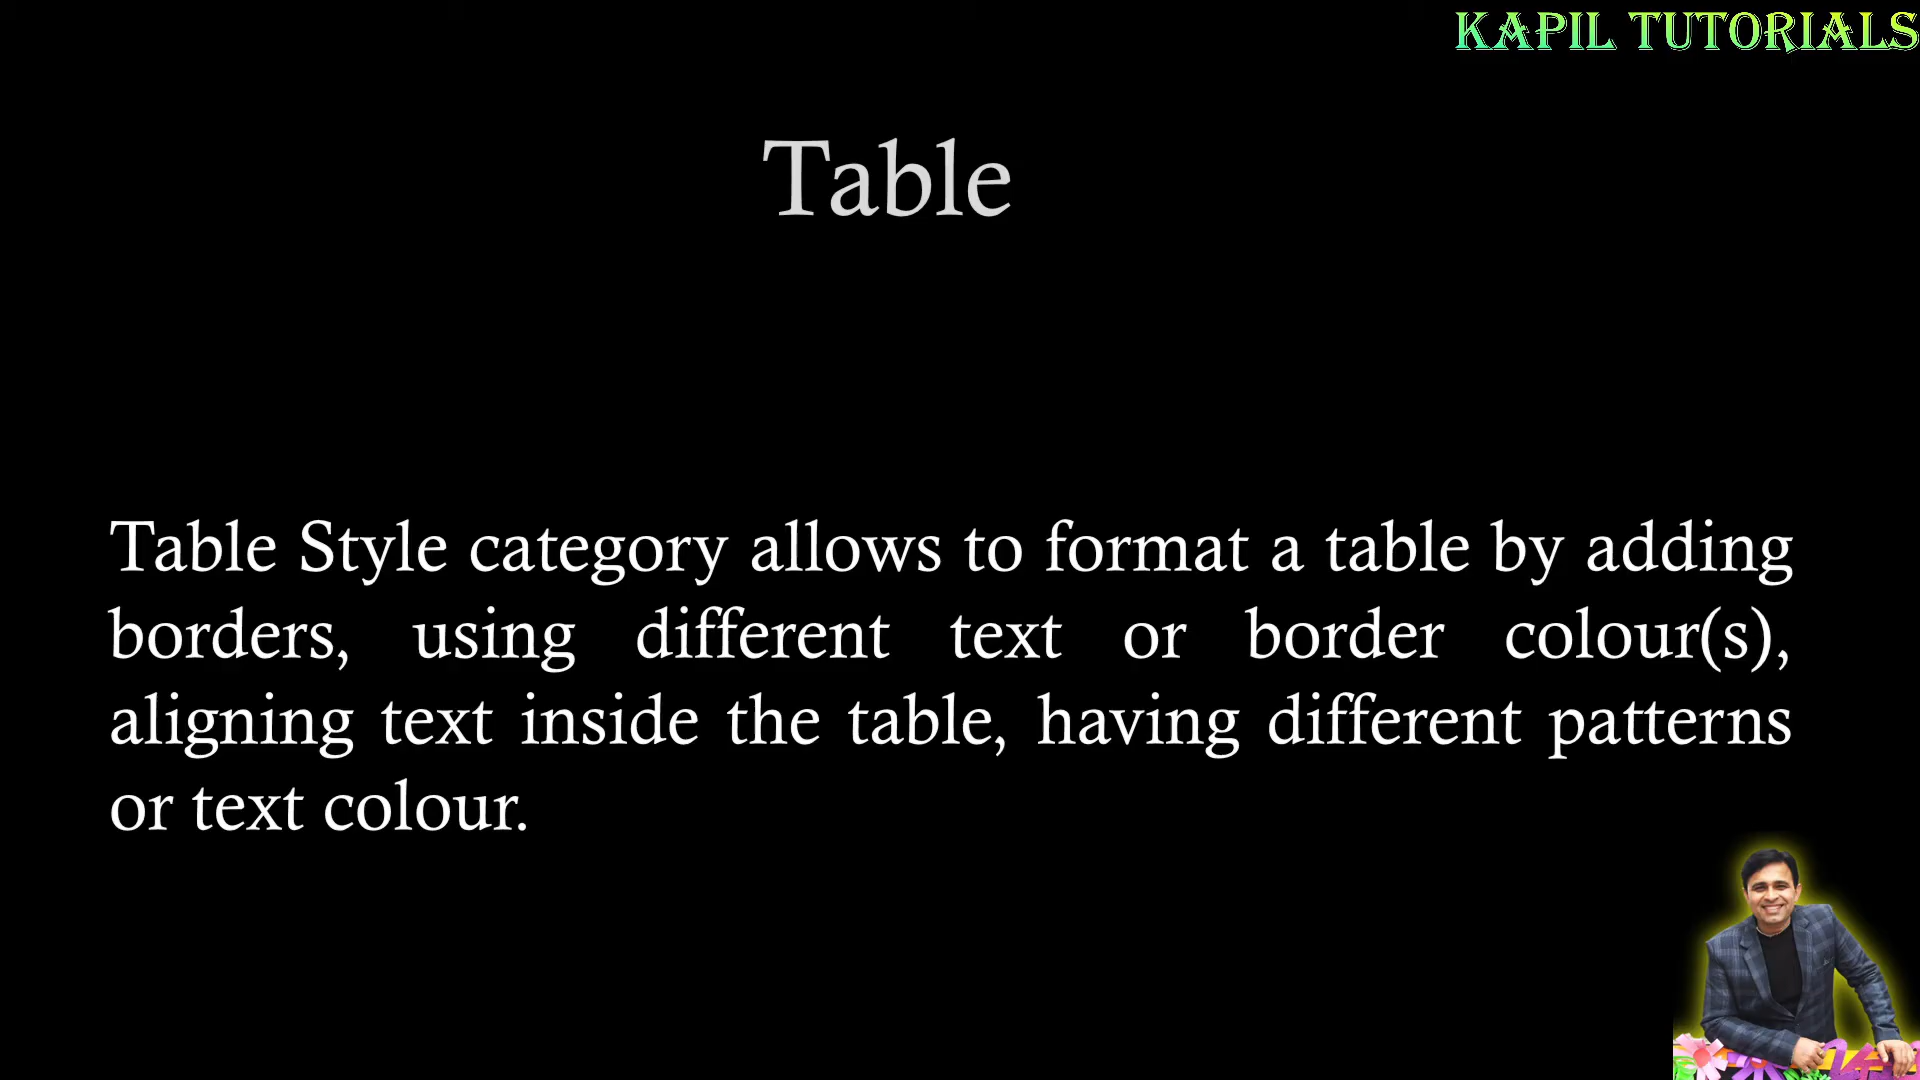 KAPIL TUTORIALS
Table
Table Style category allows to format a table by adding
borders, using different text or border colour(s),
aligning text inside the table, having different patterns
or text colour.